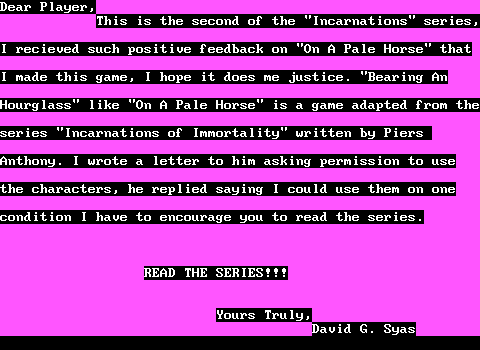 Dear Player,
This is the second of the "Incarnations" series,
I recieved such positive feedback on "On A Pale Horse" that
I made this game, I hope it does me justice. "Bearing An
Hourglass" like "On A Pale Horse" is a game adapted from the
series "Incarnations of Immortality" written by Piers
Anthony. I wrote a letter to him asking permission to use
the characters, he replied saying I could use them on one
condition I have to encourage you to read the series.
READ THE SERIES!!!
Yours Truly,
David G. Syas